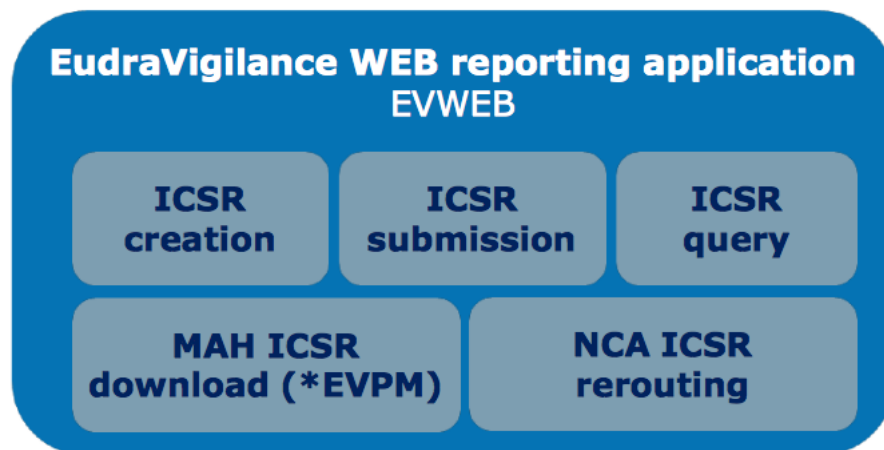 EudraVigilance WEB reporting application
EVWEB
ICSR
creation
ICSR
submission
ICSR
query
MAH ICSR
download (*EVPM)
NCA ICSR
rerouting